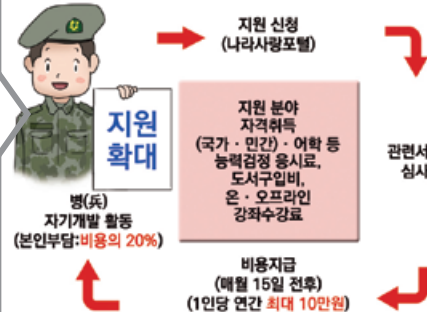 지원 신청
(나라사랑포털)
지원
확대
지원 분야
자격취득
(국가 · 민간) · 어학 등
능력검정 응시료,
도서구입비,
온 · 오프라인
강좌수강료
관련서
심사
병(兵)
자기개발 활동
(본인부담:비용의 20%)
비용지급
(매월 15일 전후)
(1인당 연간 최대 10만원)